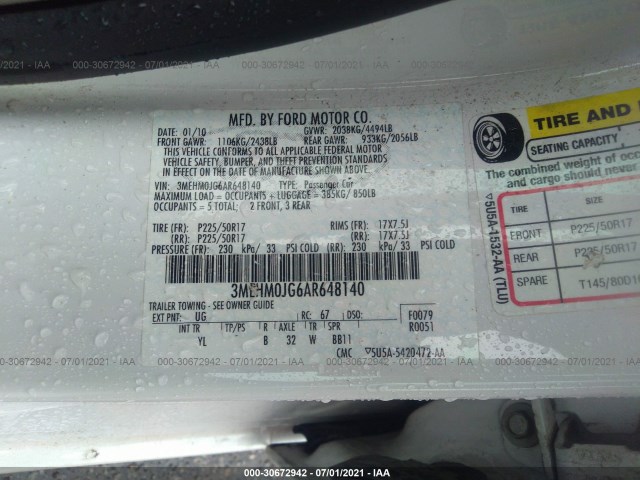 000-30672942 - 07/01/2021 - IAA
MFD. BY FORD MOTOR CO.
DATE: 01/10 GVWR: 2038KG/4494LB
FRONT GAWR: 1106KG/2438LB REAR GAWR: 933KG/2056LB
THIS VEHICLE CONFORMS TO ALL APPLICABLE FEDERAL MOTOR
VEHICLE SAFETY, BUMPER, AND THEFT PREVENTION STANDARDS
IN EFFECT ON THE DATE OF MANUFACTURE SHOWN ABOVE.
VIN: 3MEHM0JG6AR648140 TYPE: Passenger Car
MAXIMUM LOAD = OCCUPANTS + LUGGAGE = 385KG/ 850LB
OCCUPANTS = 5 TOTAL: 2 FRONT, 3 REAR
TIRE (FR): P225/50R17 RIMS (FR): 17X7.5J
(RR): P225/50R17 (RR): 17X7.5J
PRESSURE (FR): 230 kPa/ 33 PSI COLD (RR): 230 kPa/ 33 PSI COLD
3MEHM0JG6AR648140
TRAILER TOWING - SEE OWNER GUIDE
EXT PNT: UG RC: 67 DSO: F0079
R0051
INT TR TP/PS R AXLE TR SPR
YL B 32 W BB11
CMC 5U5A-5420472-AA
TIRE AND
SEATING CAPACITY
The combined weight of occu
and cargo should never
TIRE SIZE
FRONT P225/50R17
REAR P225/50R17
SPARE T145/80D16
5U5A-1532-AA (TLU)
000-30672942 - 07/01/2021 - IAA